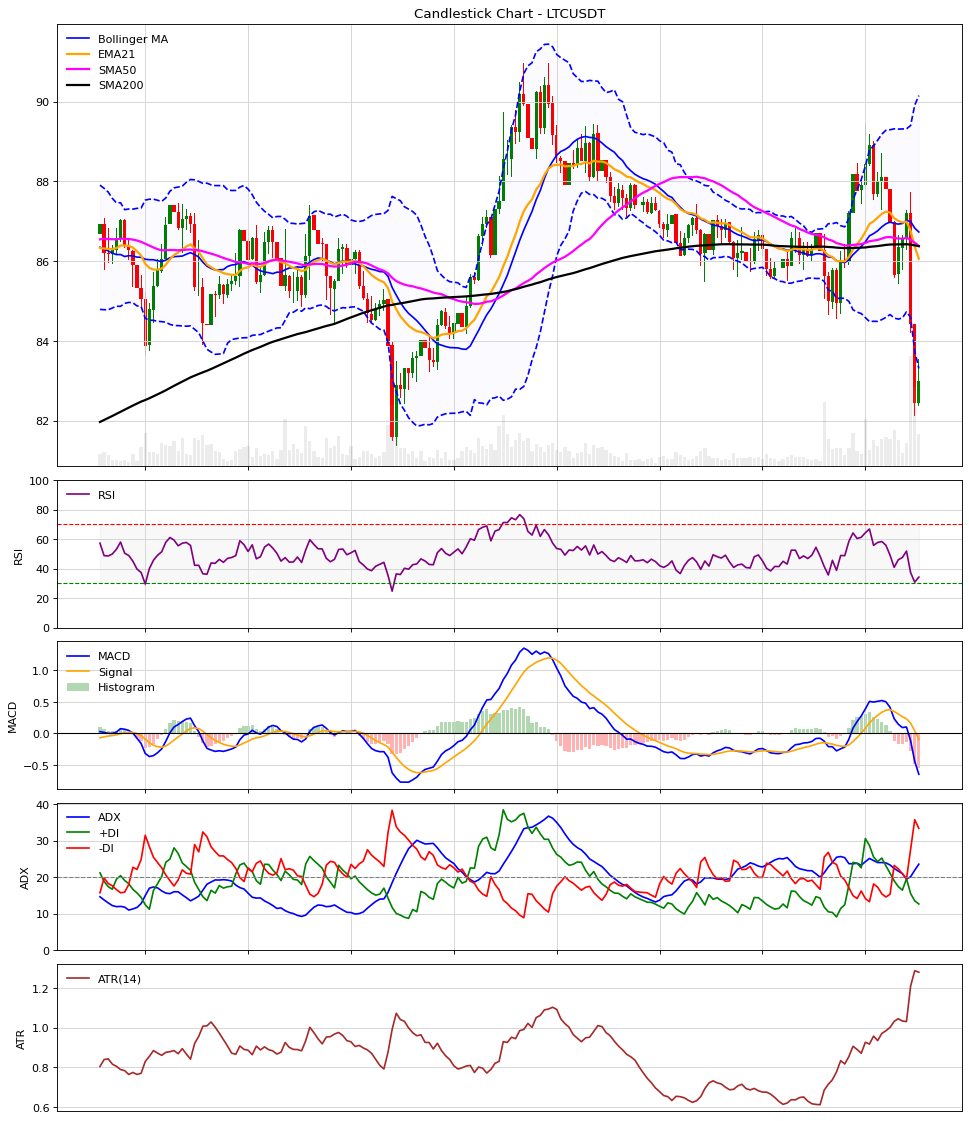 Candlestick Chart - LTCUSDT
Bollinger MA
EMA21
SMA50
SMA200
90
88
86
84
82
RSI
100
80
60
40
20
0
RSI
MACD
Signal
Histogram
1.0
0.5
0.0
−0.5
MACD
ADX
+DI
-DI
40
30
20
10
0
ADX
ATR(14)
1.2
1.0
0.8
0.6
ATR